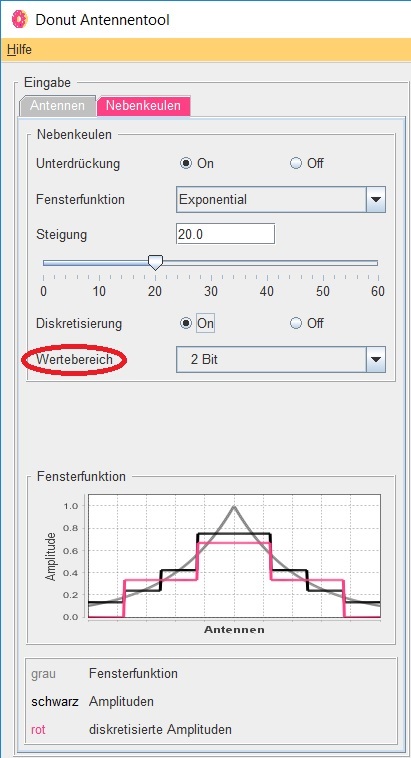 Donut Antennentool
Hilfe
Eingabe
Antennen Nebenkeulen
Nebenkeulen
Unterdrückung On Off
Fensterfunktion Exponential
Steigung 20.0
0 10 20 30 40 50 60
Diskretisierung On Off
Wertebereich 2 Bit
Fensterfunktion
1.0
0.8
0.6
0.4
0.2
0.0
Amplitude
Antennen
grau Fensterfunktion
schwarz Amplituden
rot diskretisierte Amplituden